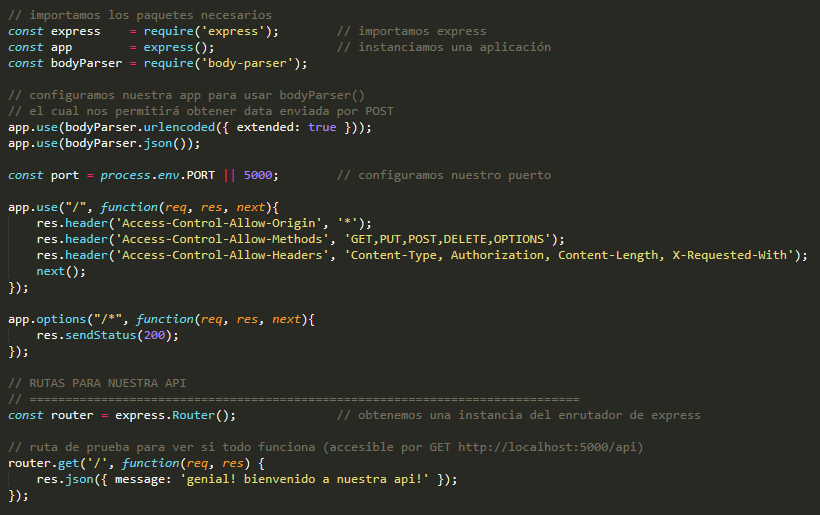 // importamos los paquetes necesarios
const express    = require('express');        // importamos express
const app        = express();                 // instanciamos una aplicación
const bodyParser = require('body-parser');
// configuramos nuestra app para usar bodyParser()
// el cual nos permitirá obtener data enviada por POST
app.use(bodyParser.urlencoded({ extended: true }));
app.use(bodyParser.json());
const port = process.env.PORT || 5000;        // configuramos nuestro puerto
app.use("/", function(req, res, next){
    res.header('Access-Control-Allow-Origin', '*');
    res.header('Access-Control-Allow-Methods', 'GET,PUT,POST,DELETE,OPTIONS');
    res.header('Access-Control-Allow-Headers', 'Content-Type, Authorization, Content-Length, X-Requested-With');
    next();
});
app.options("/*", function(req, res, next){
    res.sendStatus(200);
});
// RUTAS PARA NUESTRA API
// =============================================================================
const router = express.Router();              // obtenemos una instancia del enrutador de express
// ruta de prueba para ver si todo funciona (accesible por GET http://localhost:5000/api)
router.get('/', function(req, res) {
    res.json({ message: 'genial! bienvenido a nuestra api!' });
});